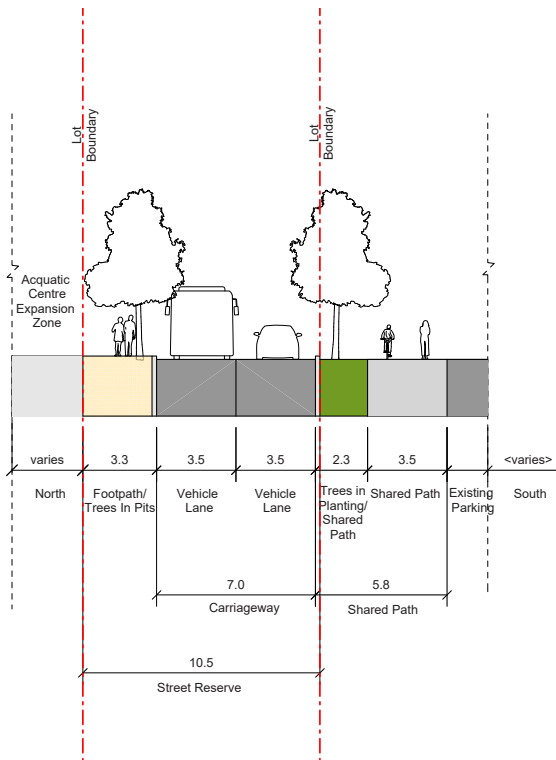 Lot
Boundary
Lot
Boundary
Acquatic
Centre
Expansion
Zone
varies
3.3
3.5
3.5
2.3
3.5
<varies>
North
Footpath/
Trees In Pits
Vehicle
Lane
Vehicle
Lane
Trees in
Planting/
Shared
Path
Shared Path
Existing
Parking
South
7.0
Carriageway
5.8
Shared Path
10.5
Street Reserve